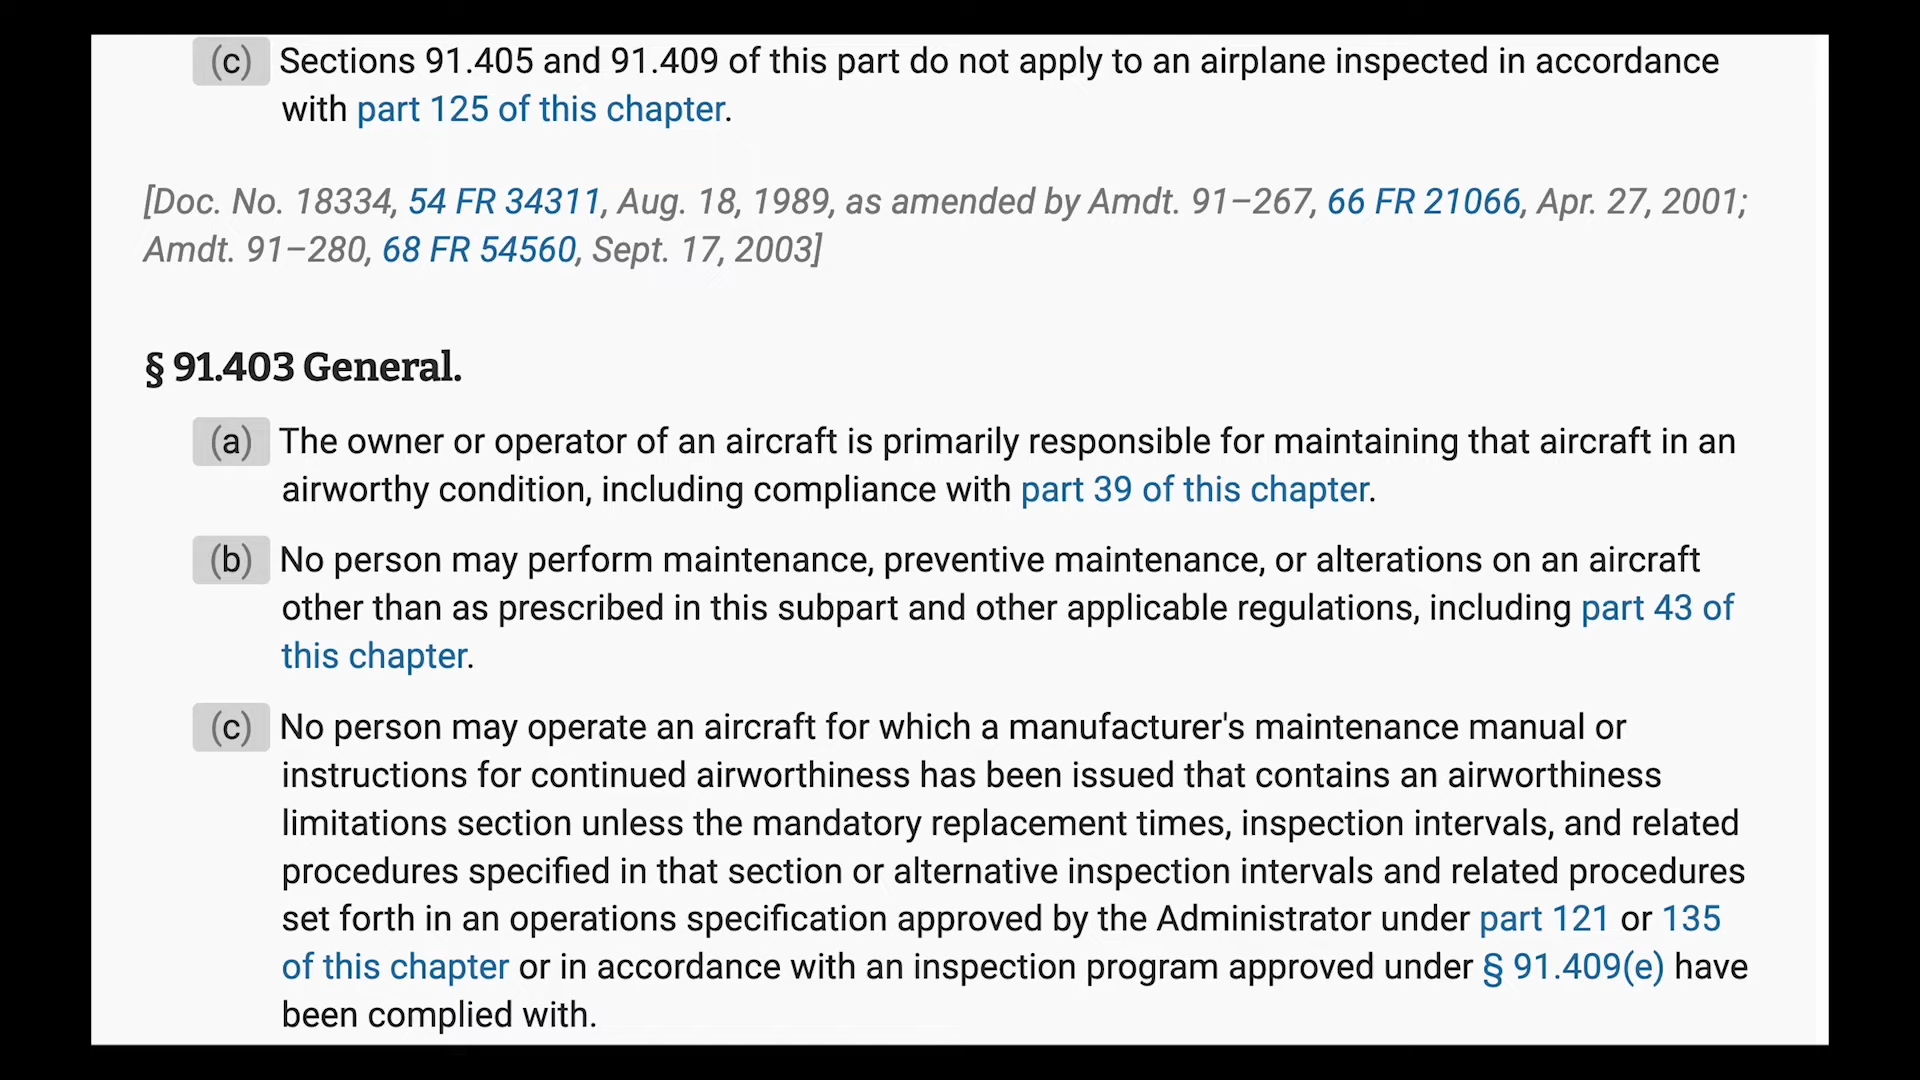 (c) Sections 91.405 and 91.409 of this part do not apply to an airplane inspected in accordance
with part 125 of this chapter.
[Doc. No. 18334, 54 FR 34311, Aug. 18, 1989, as amended by Amdt. 91–267, 66 FR 21066, Apr. 27, 2001;
Amdt. 91–280, 68 FR 54560, Sept. 17, 2003]
§ 91.403 General.
(a) The owner or operator of an aircraft is primarily responsible for maintaining that aircraft in an
airworthy condition, including compliance with part 39 of this chapter.
(b) No person may perform maintenance, preventive maintenance, or alterations on an aircraft
other than as prescribed in this subpart and other applicable regulations, including part 43 of
this chapter.
(c) No person may operate an aircraft for which a manufacturer's maintenance manual or
instructions for continued airworthiness has been issued that contains an airworthiness
limitations section unless the mandatory replacement times, inspection intervals, and related
procedures specified in that section or alternative inspection intervals and related procedures
set forth in an operations specification approved by the Administrator under part 121 or 135
of this chapter or in accordance with an inspection program approved under § 91.409(e) have
been complied with.